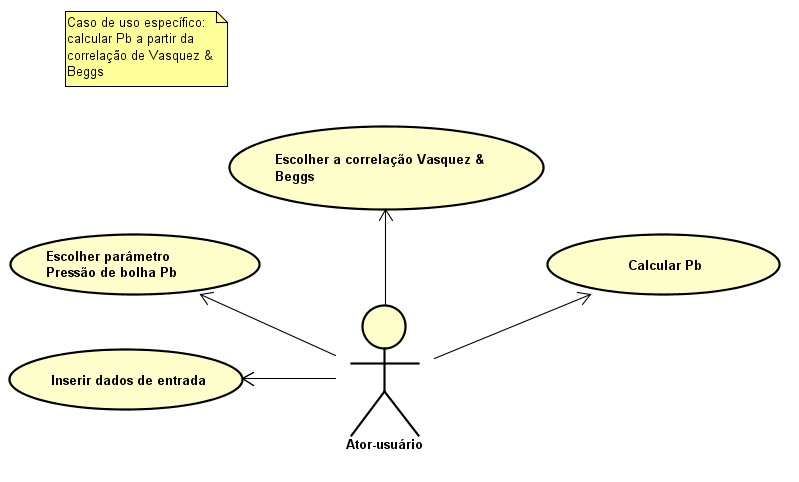 Caso de uso específico:
calcular Pb a partir da
correlação de Vasquez &
Beggs
Escolher a correlação Vasquez &
Beggs
Escolher parâmetro
Pressão de bolha Pb
Calcular Pb
Inserir dados de entrada
Ator-usuário